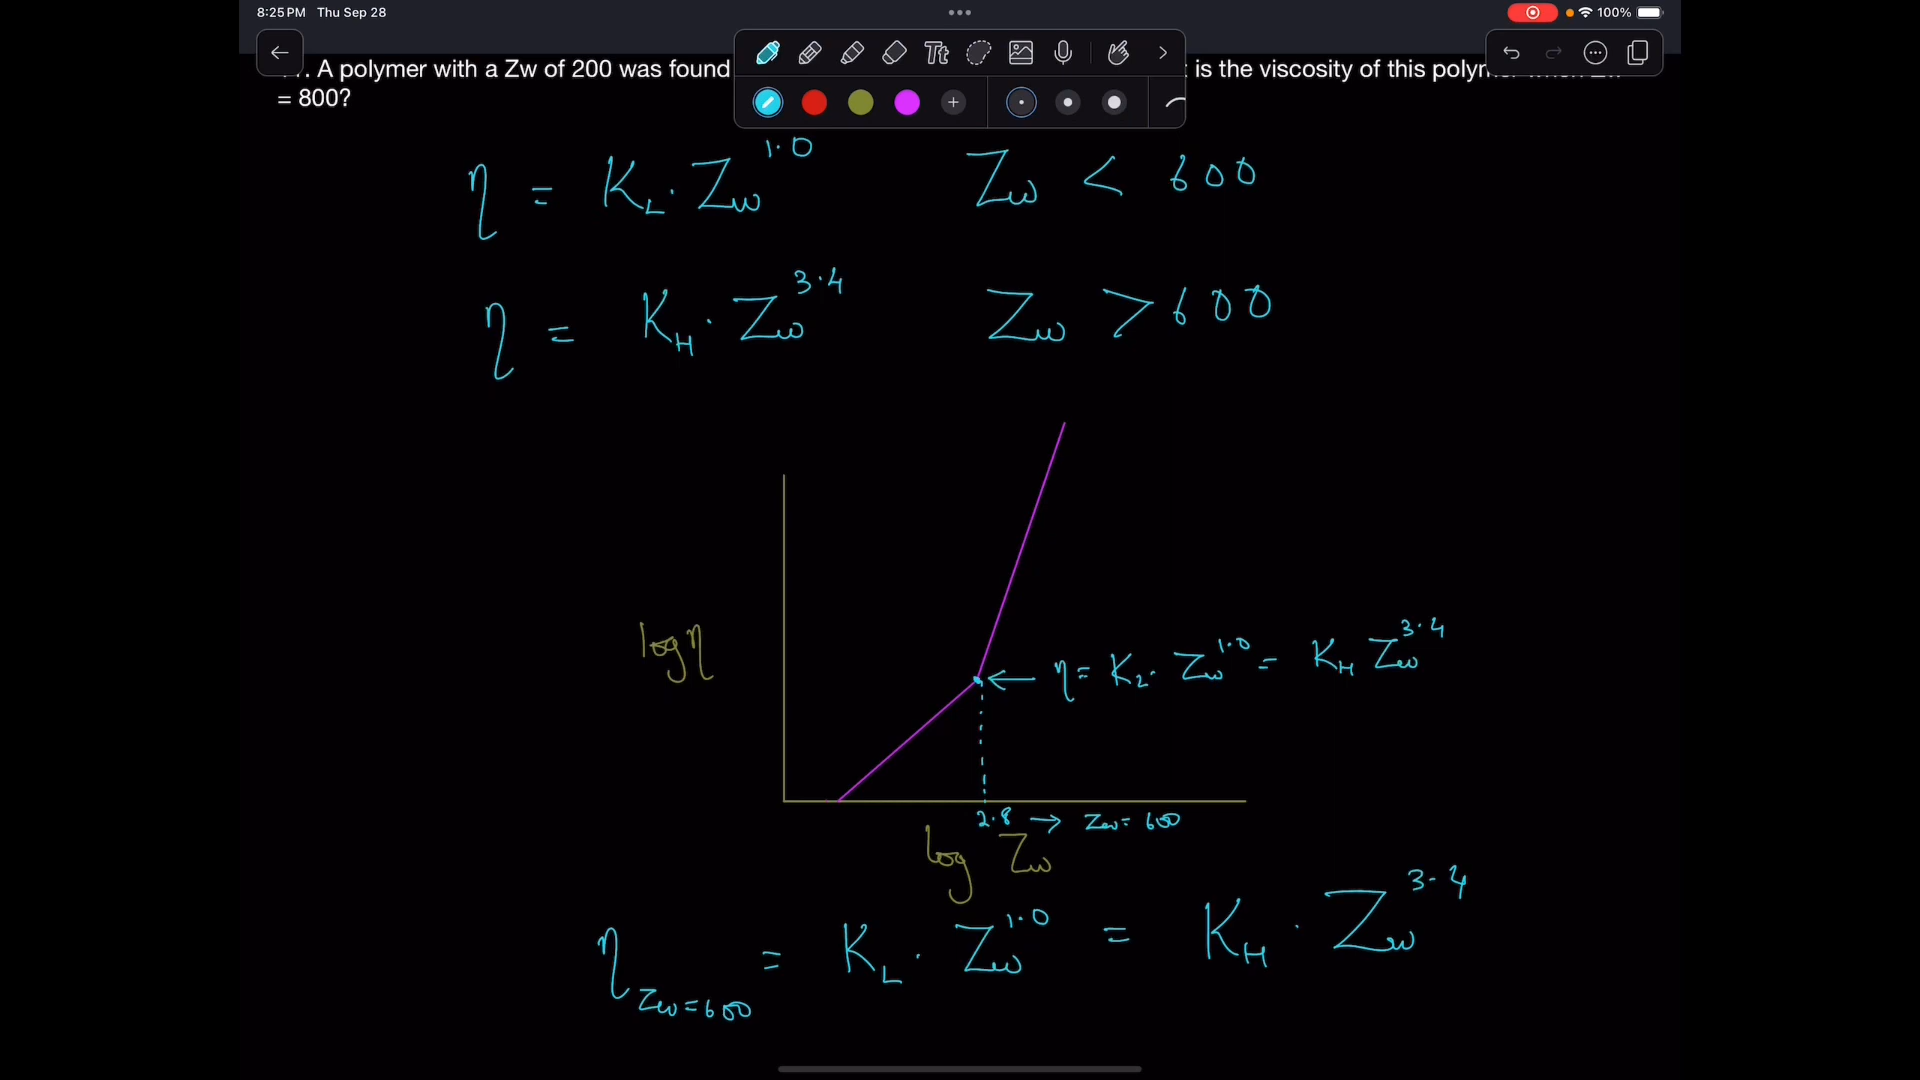 8:25 PM Thu Sep 28
100%
A polymer with a Zw of 200 was found is the viscosity of this
= 800?
Tt
η = K_L · Zw^1.0 Zw < 600
η = K_H · Zw^3.4 Zw > 600
log η
η = K_L · Zw^1.0 = K_H Zw^3.4
2.8 → Zw = 600
log Zw
η_Zw=600 = K_L · Zw^1.0 = K_H · Zw^3.4